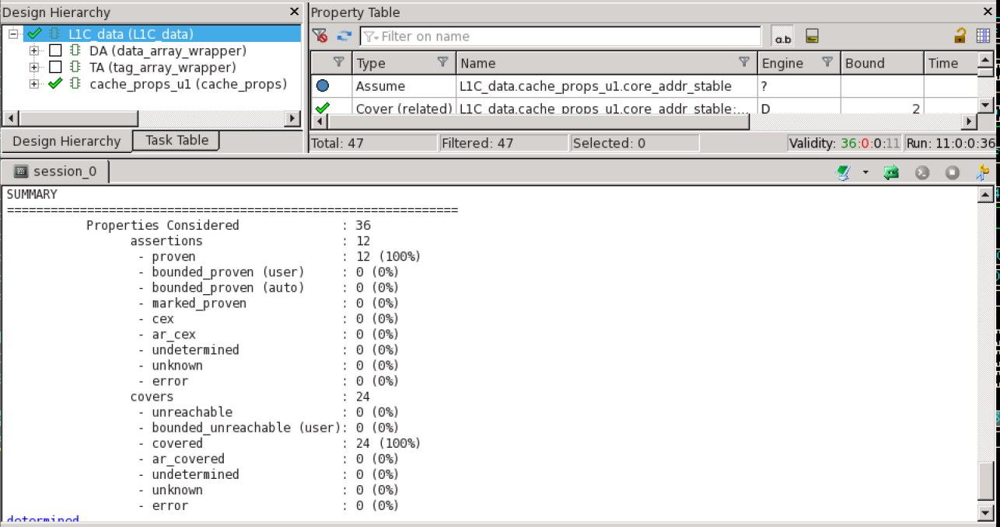 Design Hierarchy
L1C_data (L1C_data)
DA (data_array_wrapper)
TA (tag_array_wrapper)
cache_props_u1 (cache_props)
Design Hierarchy Task Table
Property Table
Filter on name
a.b
Type Name Engine Bound Time
Assume L1C_data.cache_props_u1.core_addr_stable ?
Cover (related) L1C_data.cache_props_u1.core_addr_stable:... D 2
Total: 47 Filtered: 47 Selected: 0 Validity: 36:0:0:11 Run: 11:0:0:36
session_0
SUMMARY
==============================================================
Properties Considered : 36
assertions : 12
- proven : 12 (100%)
- bounded_proven (user) : 0 (0%)
- bounded_proven (auto) : 0 (0%)
- marked_proven : 0 (0%)
- cex : 0 (0%)
- ar_cex : 0 (0%)
- undetermined : 0 (0%)
- unknown : 0 (0%)
- error : 0 (0%)
covers : 24
- unreachable : 0 (0%)
- bounded_unreachable (user): 0 (0%)
- covered : 24 (100%)
- ar_covered : 0 (0%)
- undetermined : 0 (0%)
- unknown : 0 (0%)
- error : 0 (0%)
determined